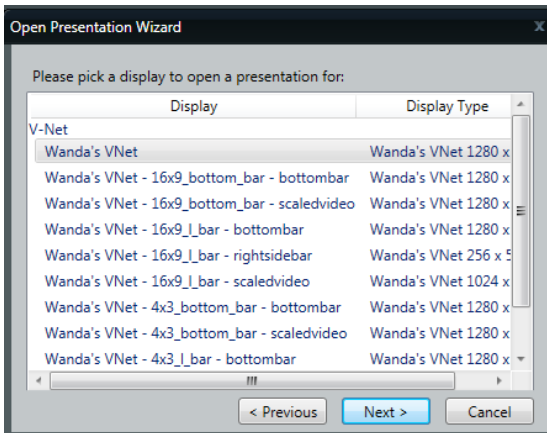 Open Presentation Wizard x
Please pick a display to open a presentation for:
Display Display Type
V-Net
Wanda's VNet Wanda's VNet 1280 x
Wanda's VNet - 16x9_bottom_bar - bottombar Wanda's VNet 1280 x
Wanda's VNet - 16x9_bottom_bar - scaledvideo Wanda's VNet 1280 x
Wanda's VNet - 16x9_l_bar - bottombar Wanda's VNet 1280 x
Wanda's VNet - 16x9_l_bar - rightsidebar Wanda's VNet 256 x 5
Wanda's VNet - 16x9_l_bar - scaledvideo Wanda's VNet 1024 x
Wanda's VNet - 4x3_bottom_bar - bottombar Wanda's VNet 1280 x
Wanda's VNet - 4x3_bottom_bar - scaledvideo Wanda's VNet 1280 x
Wanda's VNet - 4x3_l_bar - bottombar Wanda's VNet 1280 x
< Previous Next > Cancel